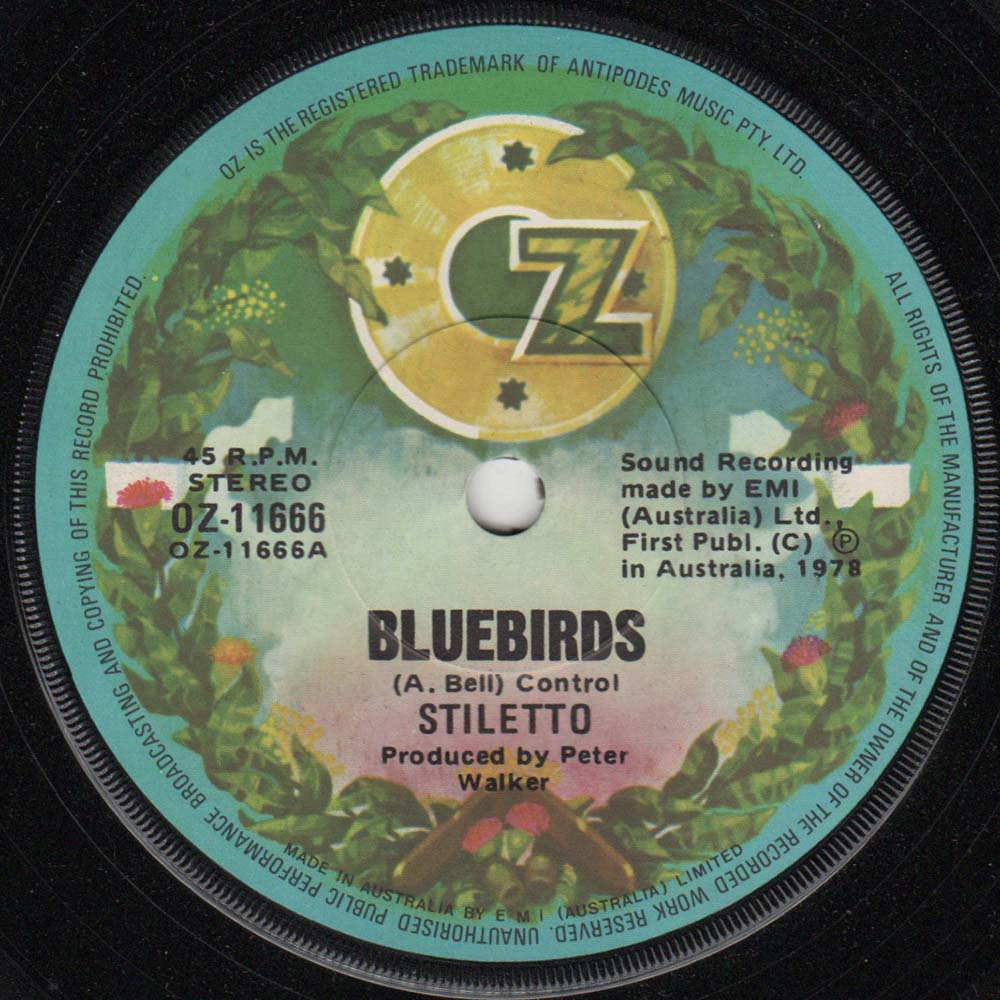 OZ IS THE REGISTERED TRADEMARK OF ANTIPODES MUSIC PTY. LTD.
ALL RIGHTS OF THE MANUFACTURER AND OF THE OWNER OF THE RECORDED WORK RESERVED. UNAUTHORISED PUBLIC PERFORMANCE BROADCASTING AND COPYING OF THIS RECORD PROHIBITED.
OZ
45 R.P.M.
STEREO
OZ-11666
OZ-11666A
Sound Recording
made by EMI
(Australia) Ltd.,
First Publ. (C) ℗
in Australia, 1978
BLUEBIRDS
(A. Bell) Control
STILETTO
Produced by Peter
Walker
MADE IN AUSTRALIA BY E M I (AUSTRALIA) LIMITED